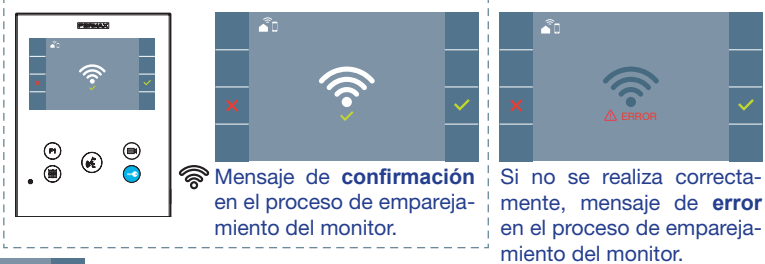 FERMAX
F1
ERROR
Mensaje de confirmación
en el proceso de empareja-
miento del monitor.
Si no se realiza correcta-
mente, mensaje de error
en el proceso de empareja-
miento del monitor.